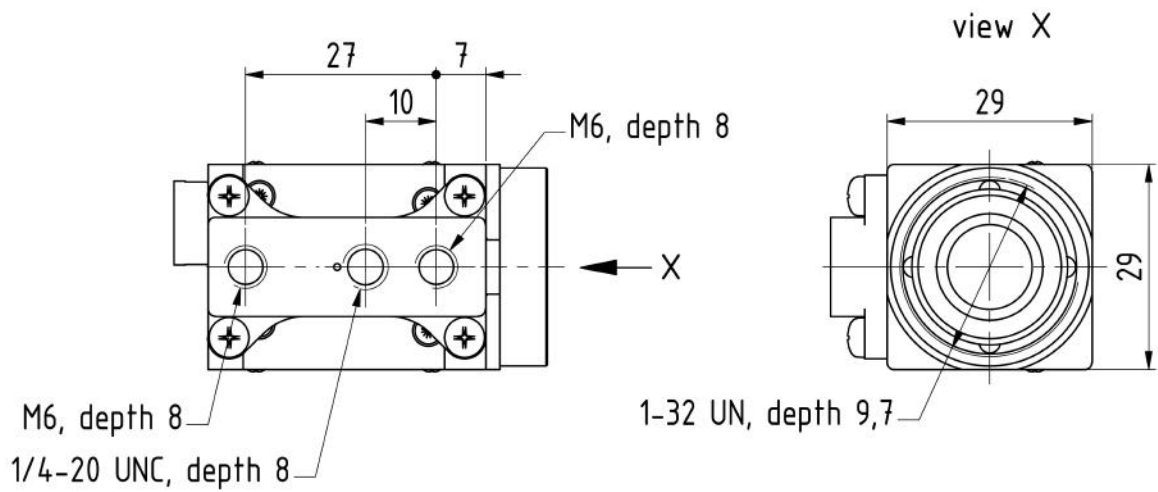 view X
27
7
29
10
M6, depth 8
X
29
1-32 UN, depth 9,7
M6, depth 8
1/4-20 UNC, depth 8